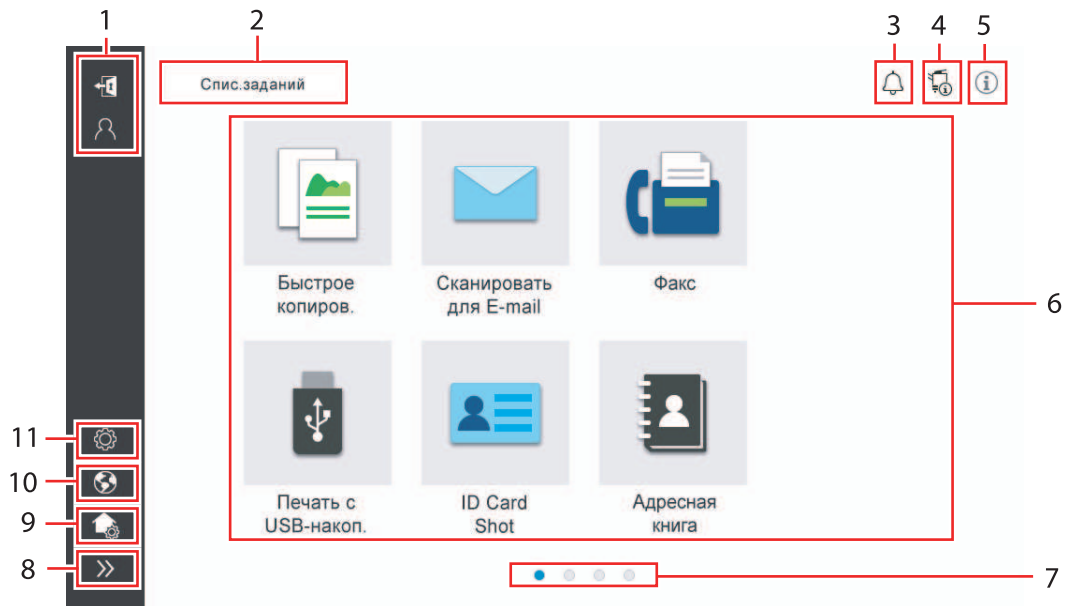 1
2
3
4
5
Спис.заданий
Быстрое
копиров.
Сканировать
для E-mail
Факс
6
Печать с
USB-накоп.
ID Card
Shot
Адресная
книга
11
10
9
8
7